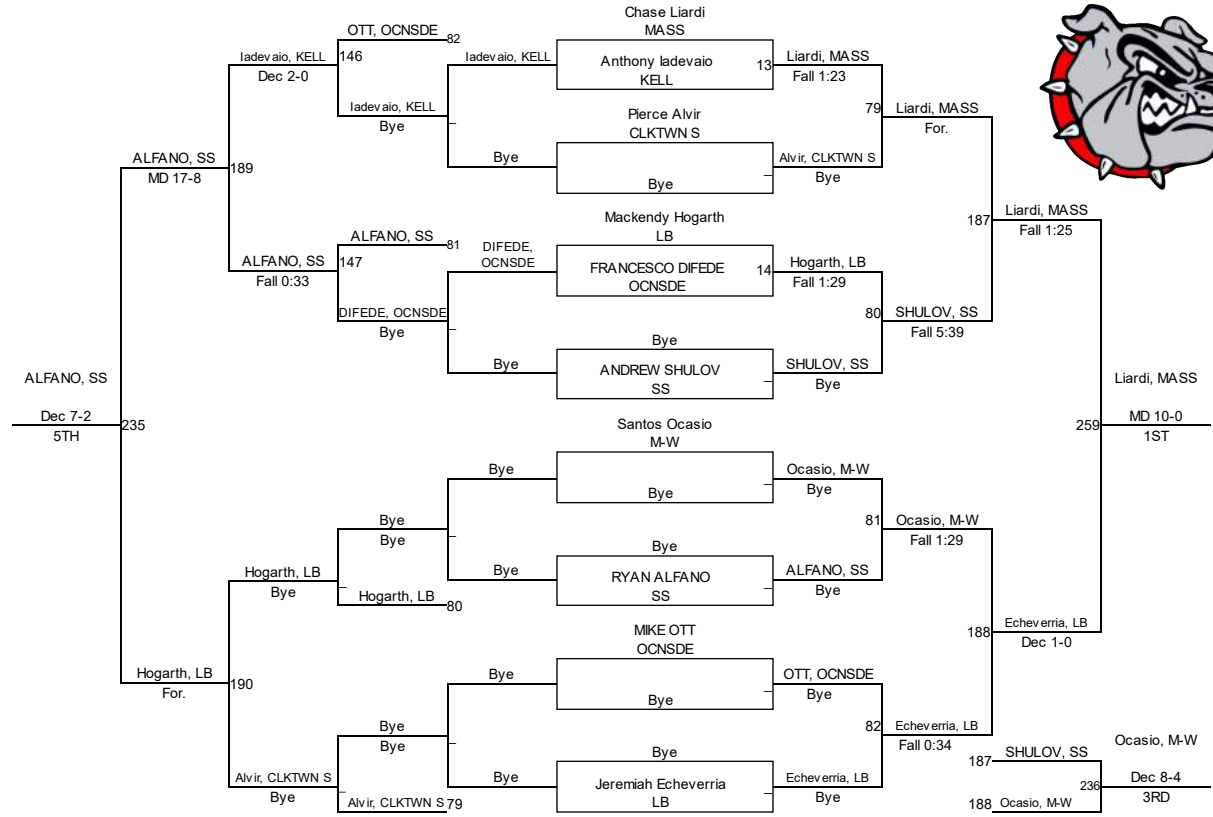 Chase Liardi
MASS
OTT, OCNSDE 82
Iadevaio, KELL
146
Dec 2-0
Iadevaio, KELL
Anthony Iadevaio
KELL
13
Liardi, MASS
Fall 1:23
Iadevaio, KELL
Bye
Pierce Alvir
CLKTWN S
79
Liardi, MASS
For.
ALFANO, SS
MD 17-8
189
Bye
Bye
Alvir, CLKTWN S
Bye
Mackendy Hogarth
LB
187
Liardi, MASS
Fall 1:25
ALFANO, SS 81
147
ALFANO, SS
Fall 0:33
DIFEDE,
OCNSDE
FRANCESCO DIFEDE
OCNSDE
14
Hogarth, LB
Fall 1:29
DIFEDE, OCNSDE
Bye
80
SHULOV, SS
Fall 5:39
Bye
Bye
ANDREW SHULOV
SS
SHULOV, SS
Bye
ALFANO, SS
Dec 7-2
5TH
235
Liardi, MASS
259
MD 10-0
1ST
Santos Ocasio
M-W
Bye
Bye
Ocasio, M-W
Bye
Bye
Bye
81
Ocasio, M-W
Fall 1:29
Bye
Hogarth, LB
Bye
Bye
RYAN ALFANO
SS
ALFANO, SS
Bye
Hogarth, LB 80
MIKE OTT
OCNSDE
188
Echeverria, LB
Dec 1-0
Hogarth, LB
For.
190
Bye
Bye
OTT, OCNSDE
Bye
Bye
Bye
82
Echeverria, LB
Fall 0:34
Bye
Alvir, CLKTWN S
Bye
Bye
Jeremiah Echeverria
LB
Echeverria, LB
Bye
Alvir, CLKTWN S 79
187 SHULOV, SS
Ocasio, M-W
236
Dec 8-4
3RD
188 Ocasio, M-W